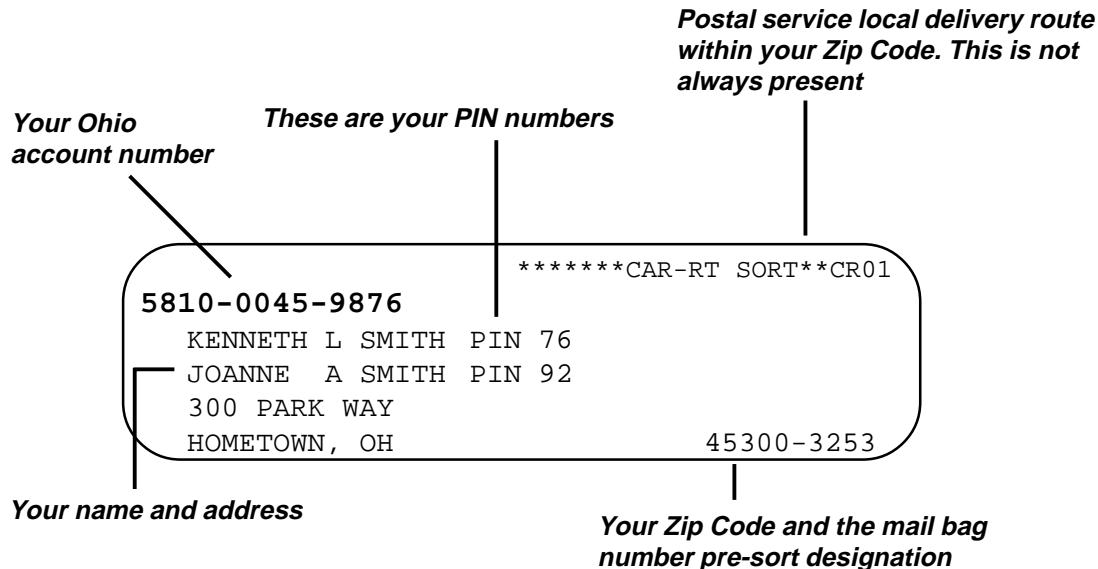 Postal service local delivery route
within your Zip Code. This is not
always present
Your Ohio
account number
These are your PIN numbers
*******CAR-RT SORT**CR01
5810-0045-9876
KENNETH L SMITH PIN 76
JOANNE A SMITH PIN 92
300 PARK WAY
HOMETOWN, OH 45300-3253
Your name and address
Your Zip Code and the mail bag
number pre-sort designation